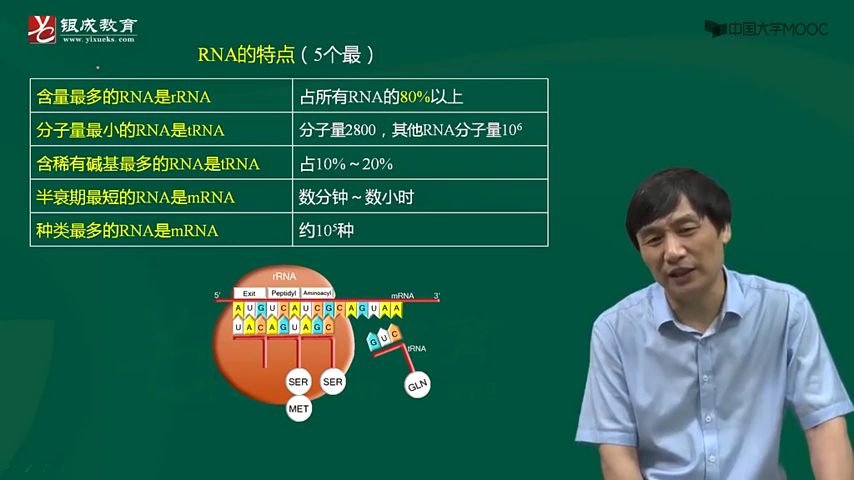 银成教育
www.yixueks.com
中国大学MOOC
RNA的特点（5个最）
含量最多的RNA是rRNA 占所有RNA的80%以上
分子量最小的RNA是tRNA 分子量2800，其他RNA分子量10⁶
含稀有碱基最多的RNA是tRNA 占10%～20%
半衰期最短的RNA是mRNA 数分钟～数小时
种类最多的RNA是mRNA 约10⁵种
rRNA
Exit Peptidyl Aminoacyl
5' mRNA 3'
AUGUCAUCGCAGUAA
UACAGUAGC
GUC
tRNA
SER SER GLN
MET